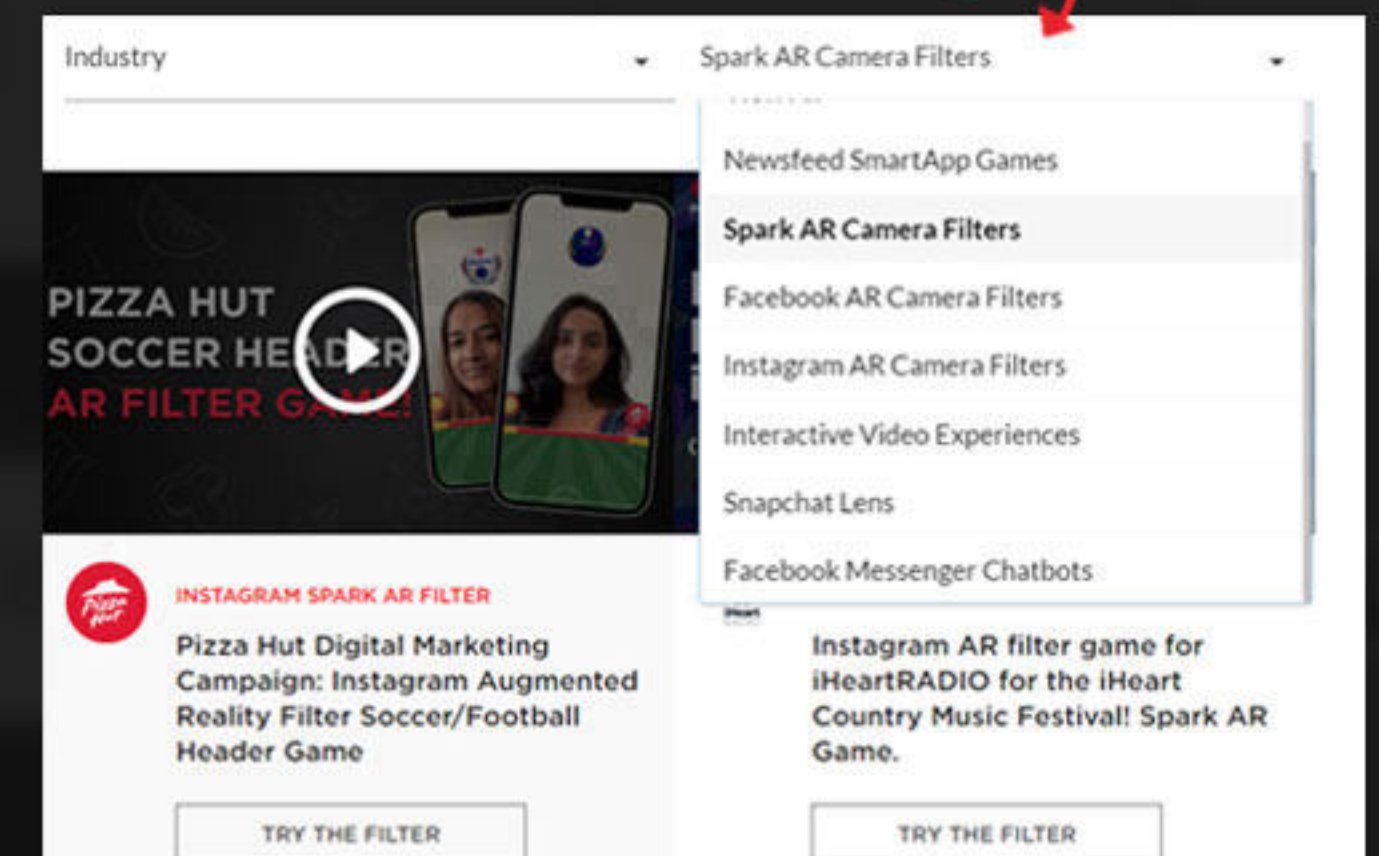 Industry
Spark AR Camera Filters
Newsfeed SmartApp Games
Spark AR Camera Filters
Facebook AR Camera Filters
Instagram AR Camera Filters
Interactive Video Experiences
Snapchat Lens
Facebook Messenger Chatbots
PIZZA HUT
SOCCER HEADER
AR FILTER GAME!
Pizza
Hut
INSTAGRAM SPARK AR FILTER
Pizza Hut Digital Marketing
Campaign: Instagram Augmented
Reality Filter Soccer/Football
Header Game
TRY THE FILTER
iHeart
Instagram AR filter game for
iHeartRADIO for the iHeart
Country Music Festival! Spark AR
Game.
TRY THE FILTER